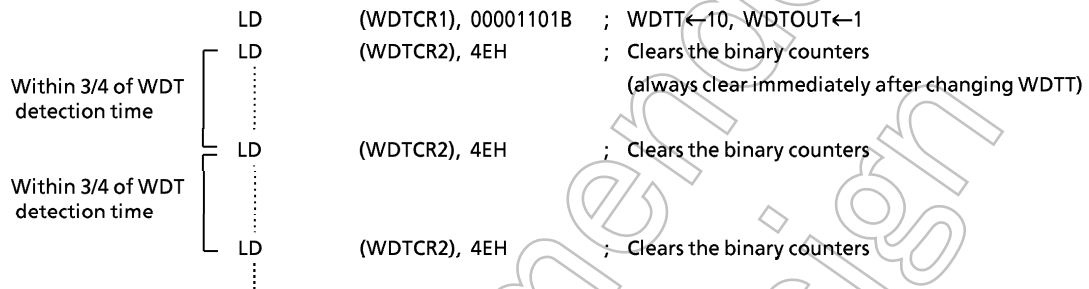 LD (WDTCR1), 00001101B ; WDTT←10, WDTOUT←1
LD (WDTCR2), 4EH ; Clears the binary counters
(always clear immediately after changing WDTT)
Within 3/4 of WDT
detection time
LD (WDTCR2), 4EH ; Clears the binary counters
Within 3/4 of WDT
detection time
LD (WDTCR2), 4EH ; Clears the binary counters